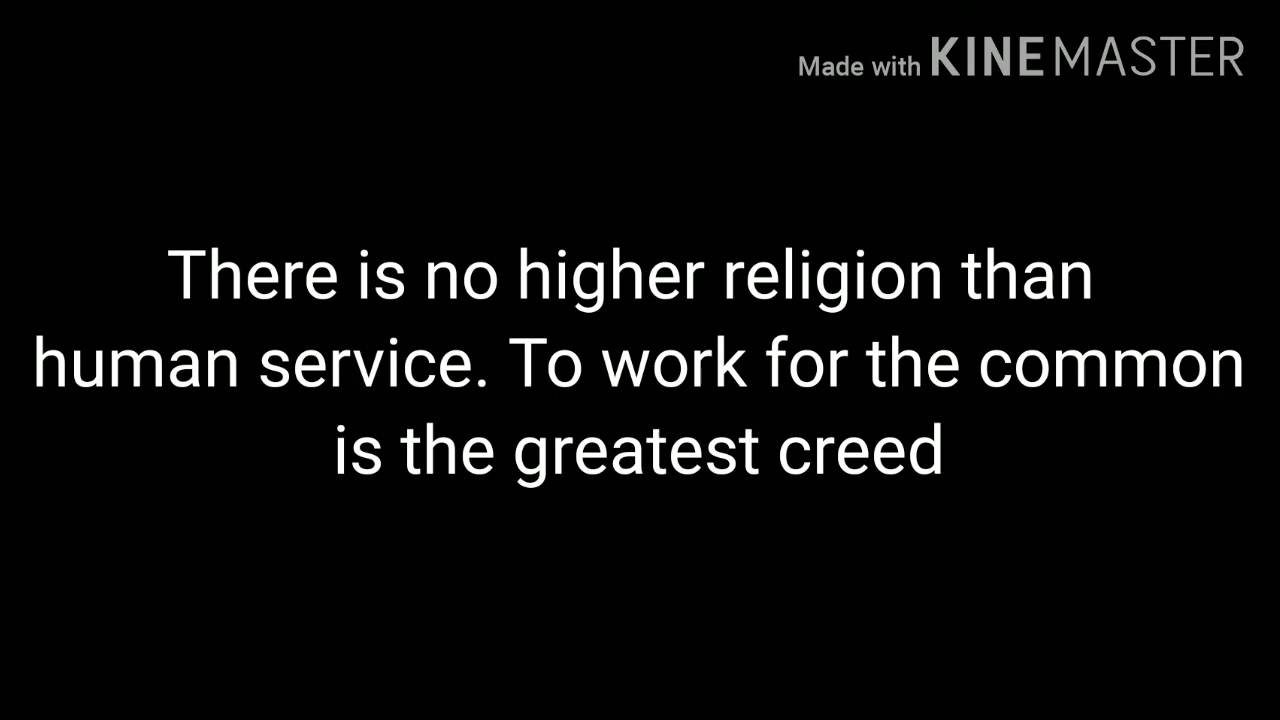 Made with KINEMASTER
There is no higher religion than
human service. To work for the common
is the greatest creed